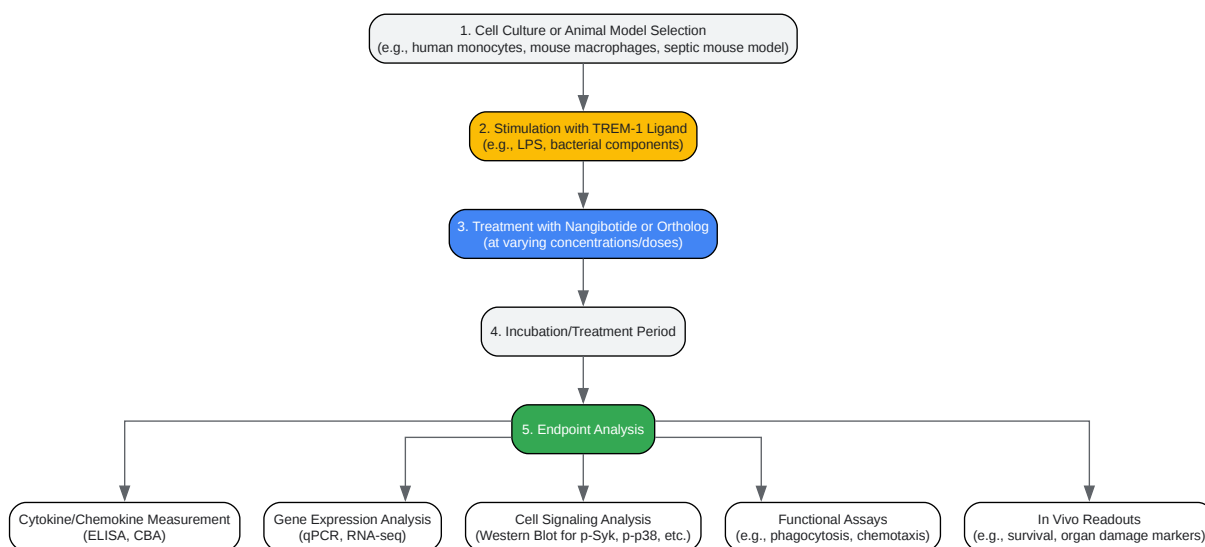 1. Cell Culture or Animal Model Selection
(e.g., human monocytes, mouse macrophages, septic mouse model)
2. Stimulation with TREM-1 Ligand
(e.g., LPS, bacterial components)
3. Treatment with Nangibotide or Ortholog
(at varying concentrations/doses)
4. Incubation/Treatment Period
5. Endpoint Analysis
Cytokine/Chemokine Measurement
(ELISA, CBA)
Gene Expression Analysis
(qPCR, RNA-seq)
Cell Signaling Analysis
(Western Blot for p-Syk, p-p38, etc.)
Functional Assays
(e.g., phagocytosis, chemotaxis)
In Vivo Readouts
(e.g., survival, organ damage markers)